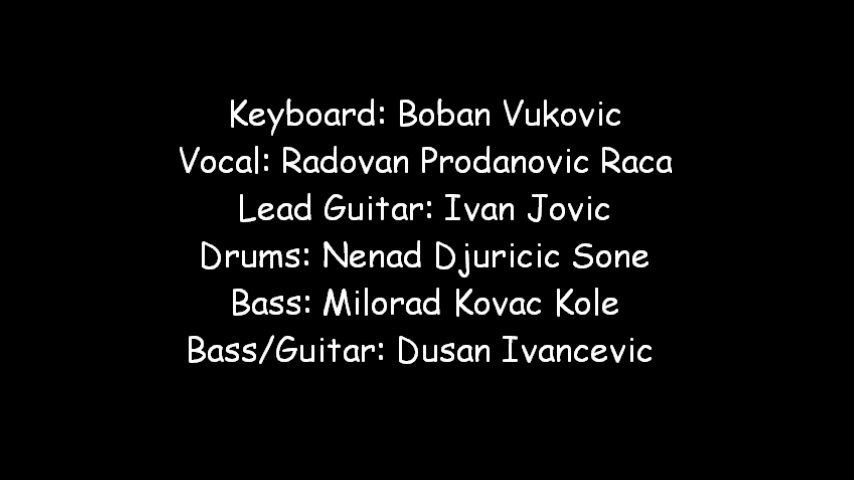 Keyboard: Boban Vukovic
Vocal: Radovan Prodanovic Raca
Lead Guitar: Ivan Jovic
Drums: Nenad Djuricic Sone
Bass: Milorad Kovac Kole
Bass/Guitar: Dusan Ivancevic